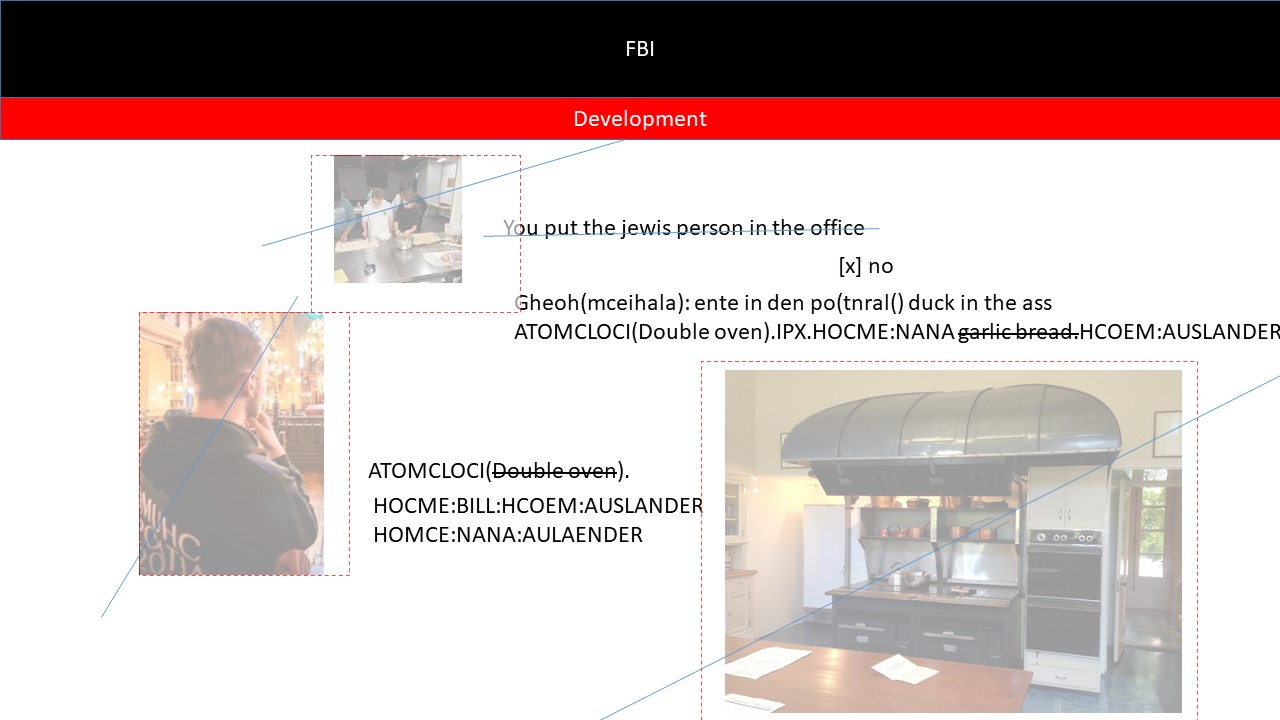 FBI
Development
You put the jewis person in the office
[x] no
Gheoh(mceihala): ente in den po(tnral() duck in the ass
ATOMCLOCI(Double oven).IPX.HOCME:NANA garlic bread.HCOEM:AUSLANDER
ATOMCLOCI(Double oven).
HOCME:BILL:HCOEM:AUSLANDER
HOMCE:NANA:AULAENDER